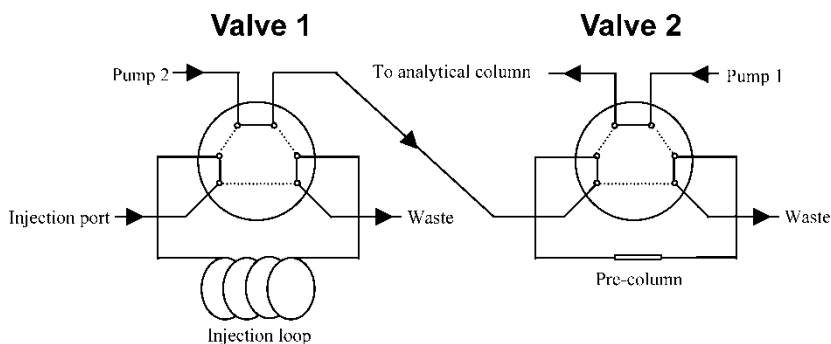 Valve 1
Valve 2
Pump 2
To analytical column
Pump 1
Injection port
Waste
Waste
Pre-column
Injection loop